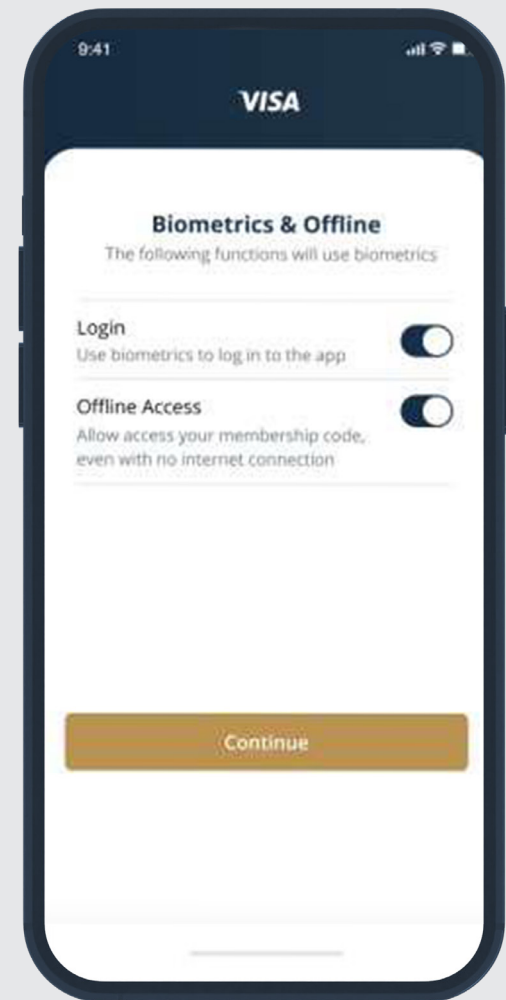 9:41
VISA
Biometrics & Offline
The following functions will use biometrics
Login
Use biometrics to log in to the app
Offline Access
Allow access your membership code,
even with no internet connection
Continue